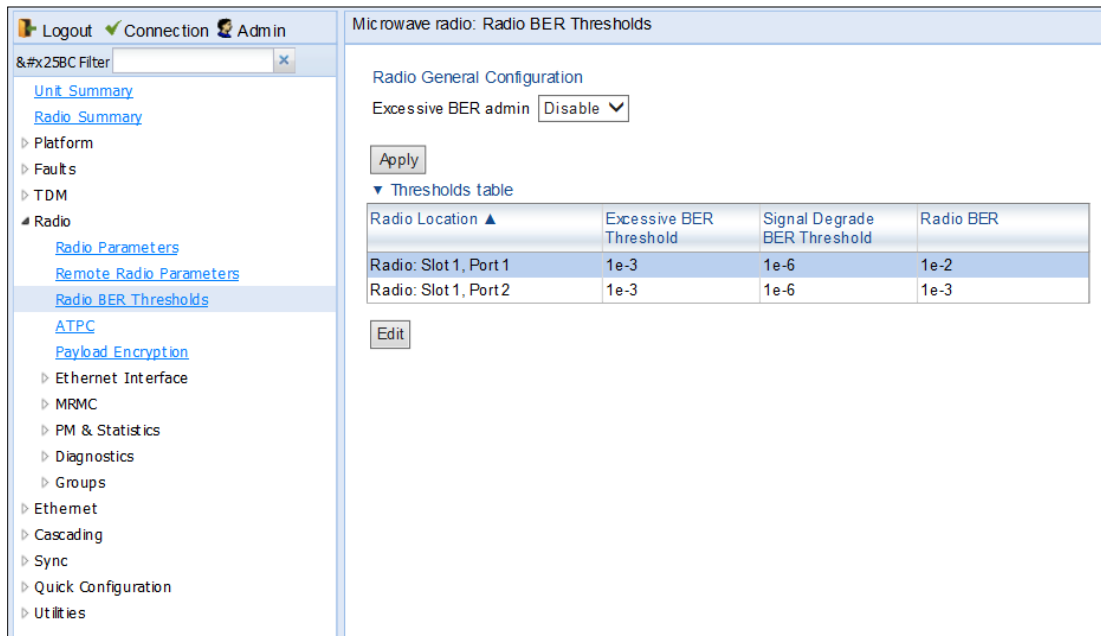 Logout Connection Admin
&#x25BC Filter
Unit Summary
Radio Summary
Platform
Faults
TDM
Radio
Radio Parameters
Remote Radio Parameters
Radio BER Thresholds
ATPC
Payload Encryption
Ethernet Interface
MRMC
PM & Statistics
Diagnostics
Groups
Ethernet
Cascading
Sync
Quick Configuration
Utilities
Microwave radio: Radio BER Thresholds
Radio General Configuration
Excessive BER admin Disable
Apply
▼ Thresholds table
Radio Location ▲ Excessive BER Threshold Signal Degrade BER Threshold Radio BER
Radio: Slot 1, Port 1 1e-3 1e-6 1e-2
Radio: Slot 1, Port 2 1e-3 1e-6 1e-3
Edit